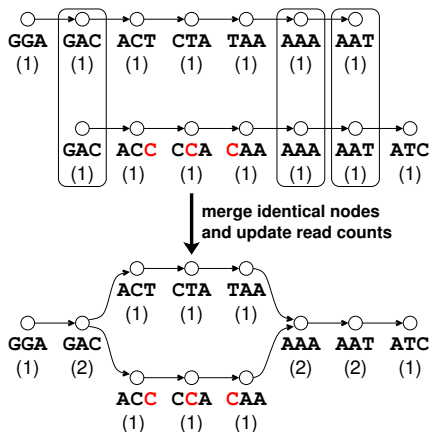 GGA GAC ACT CTA TAA AAA AAT
(1) (1) (1) (1) (1) (1) (1)
GAC ACC CCA CAA AAA AAT ATC
(1) (1) (1) (1) (1) (1) (1)
merge identical nodes
and update read counts
ACT CTA TAA
(1) (1) (1)
GGA GAC AAA AAT ATC
(1) (2) (2) (2) (1)
ACC CCA CAA
(1) (1) (1)